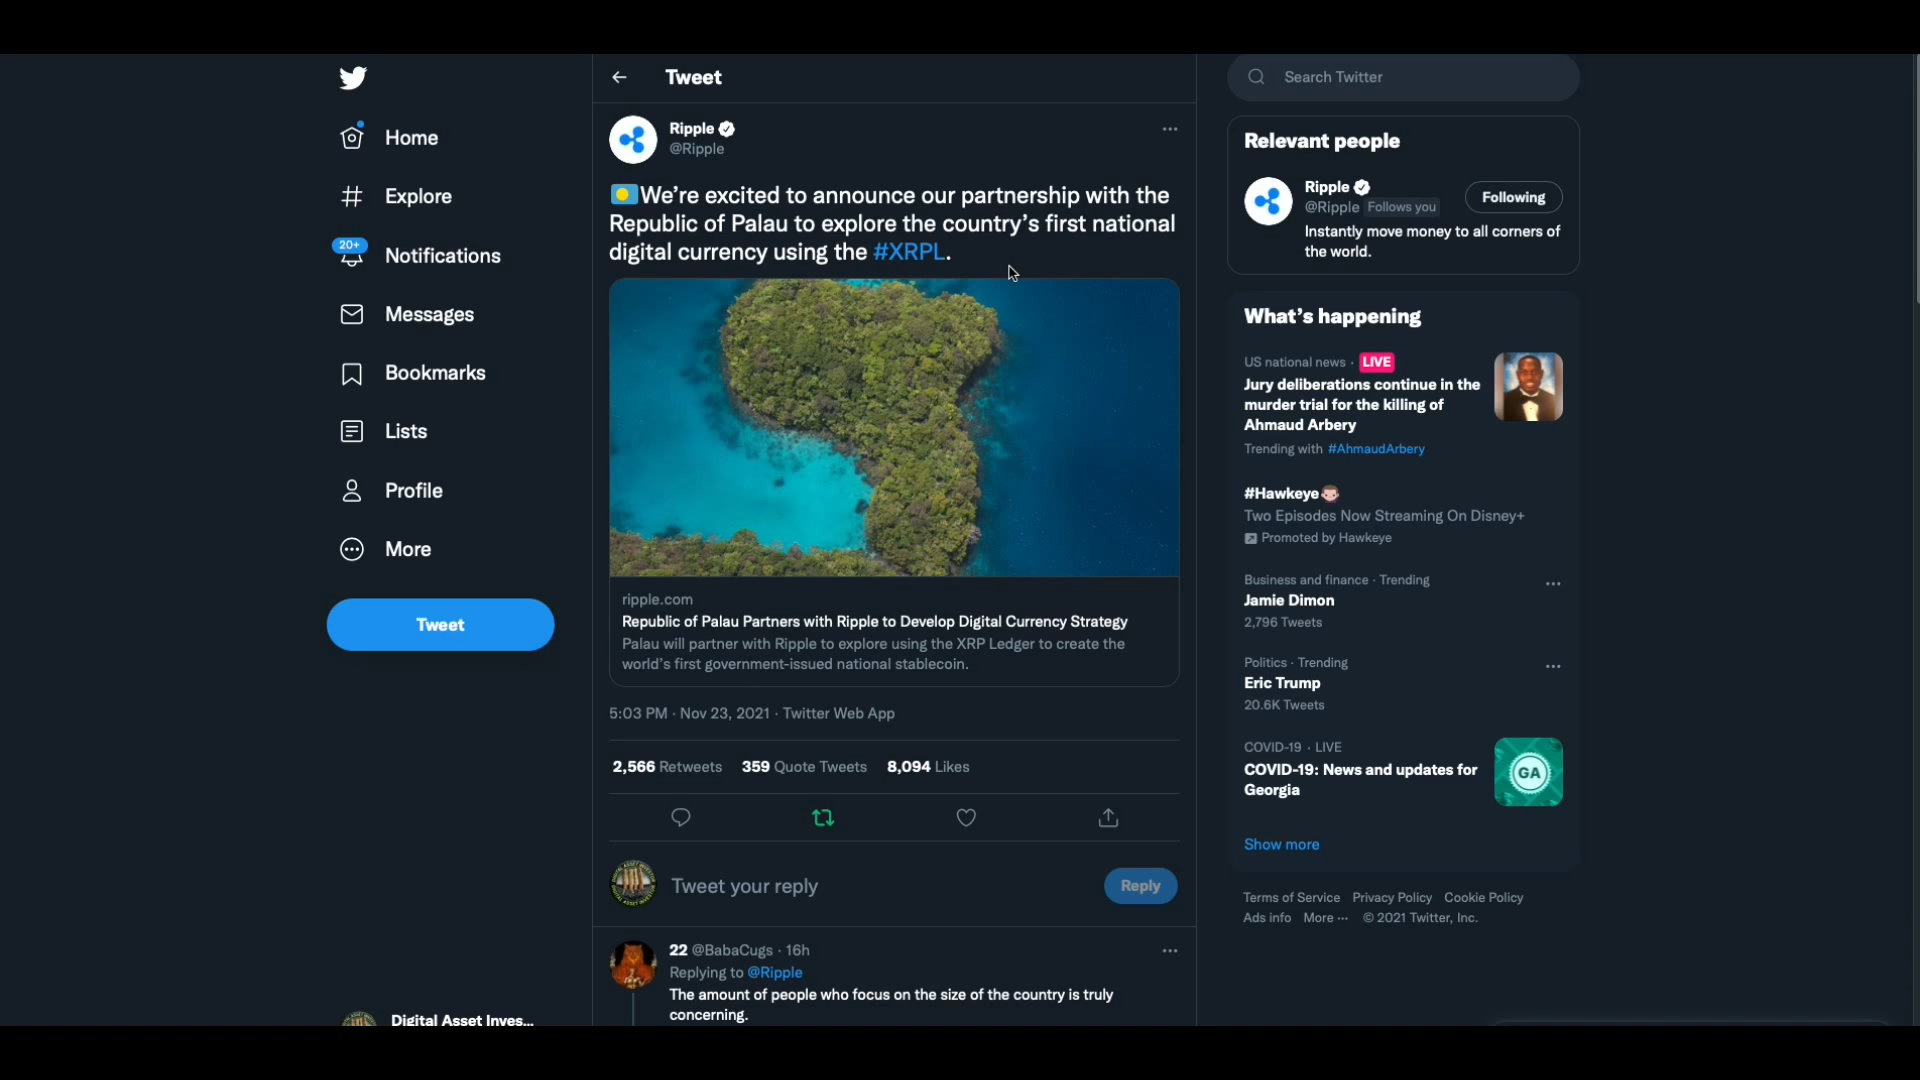 Home
Explore
20+
Notifications
Messages
Bookmarks
Lists
Profile
More
Tweet
Digital Asset Inves...
Tweet
Ripple
@Ripple
We're excited to announce our partnership with the
Republic of Palau to explore the country's first national
digital currency using the #XRPL.
ripple.com
Republic of Palau Partners with Ripple to Develop Digital Currency Strategy
Palau will partner with Ripple to explore using the XRP Ledger to create the
world's first government-issued national stablecoin.
5:03 PM · Nov 23, 2021 · Twitter Web App
2,566 Retweets 359 Quote Tweets 8,094 Likes
Tweet your reply
Reply
22 @BabaCugs · 16h
Replying to @Ripple
The amount of people who focus on the size of the country is truly
concerning.
Search Twitter
Relevant people
Ripple
@Ripple Follows you
Following
Instantly move money to all corners of
the world.
What's happening
US national news · LIVE
Jury deliberations continue in the
murder trial for the killing of
Ahmaud Arbery
Trending with #AhmaudArbery
#Hawkeye
Two Episodes Now Streaming On Disney+
Promoted by Hawkeye
Business and finance · Trending
Jamie Dimon
2,796 Tweets
Politics · Trending
Eric Trump
20.6K Tweets
COVID-19 · LIVE
COVID-19: News and updates for
Georgia
GA
Show more
Terms of Service Privacy Policy Cookie Policy
Ads info More ··· © 2021 Twitter, Inc.